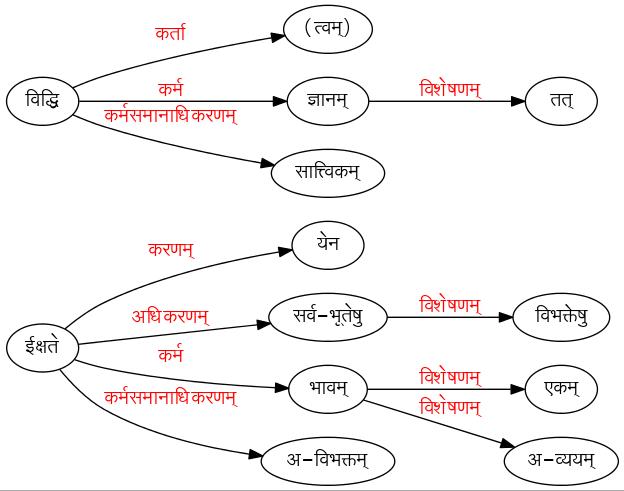 कर्ता
(त्वम्)
विद्धि
कर्म
ज्ञानम्
विशेषणम्
तत्
कर्मसमानाधिकरणम्
सात्त्विकम्
करणम्
येन
अधिकरणम्
सर्व-भूतेषु
विशेषणम्
विभक्तेषु
ईक्षते
कर्म
भावम्
विशेषणम्
एकम्
कर्मसमानाधिकरणम्
विशेषणम्
अ-विभक्तम्
अ-व्ययम्